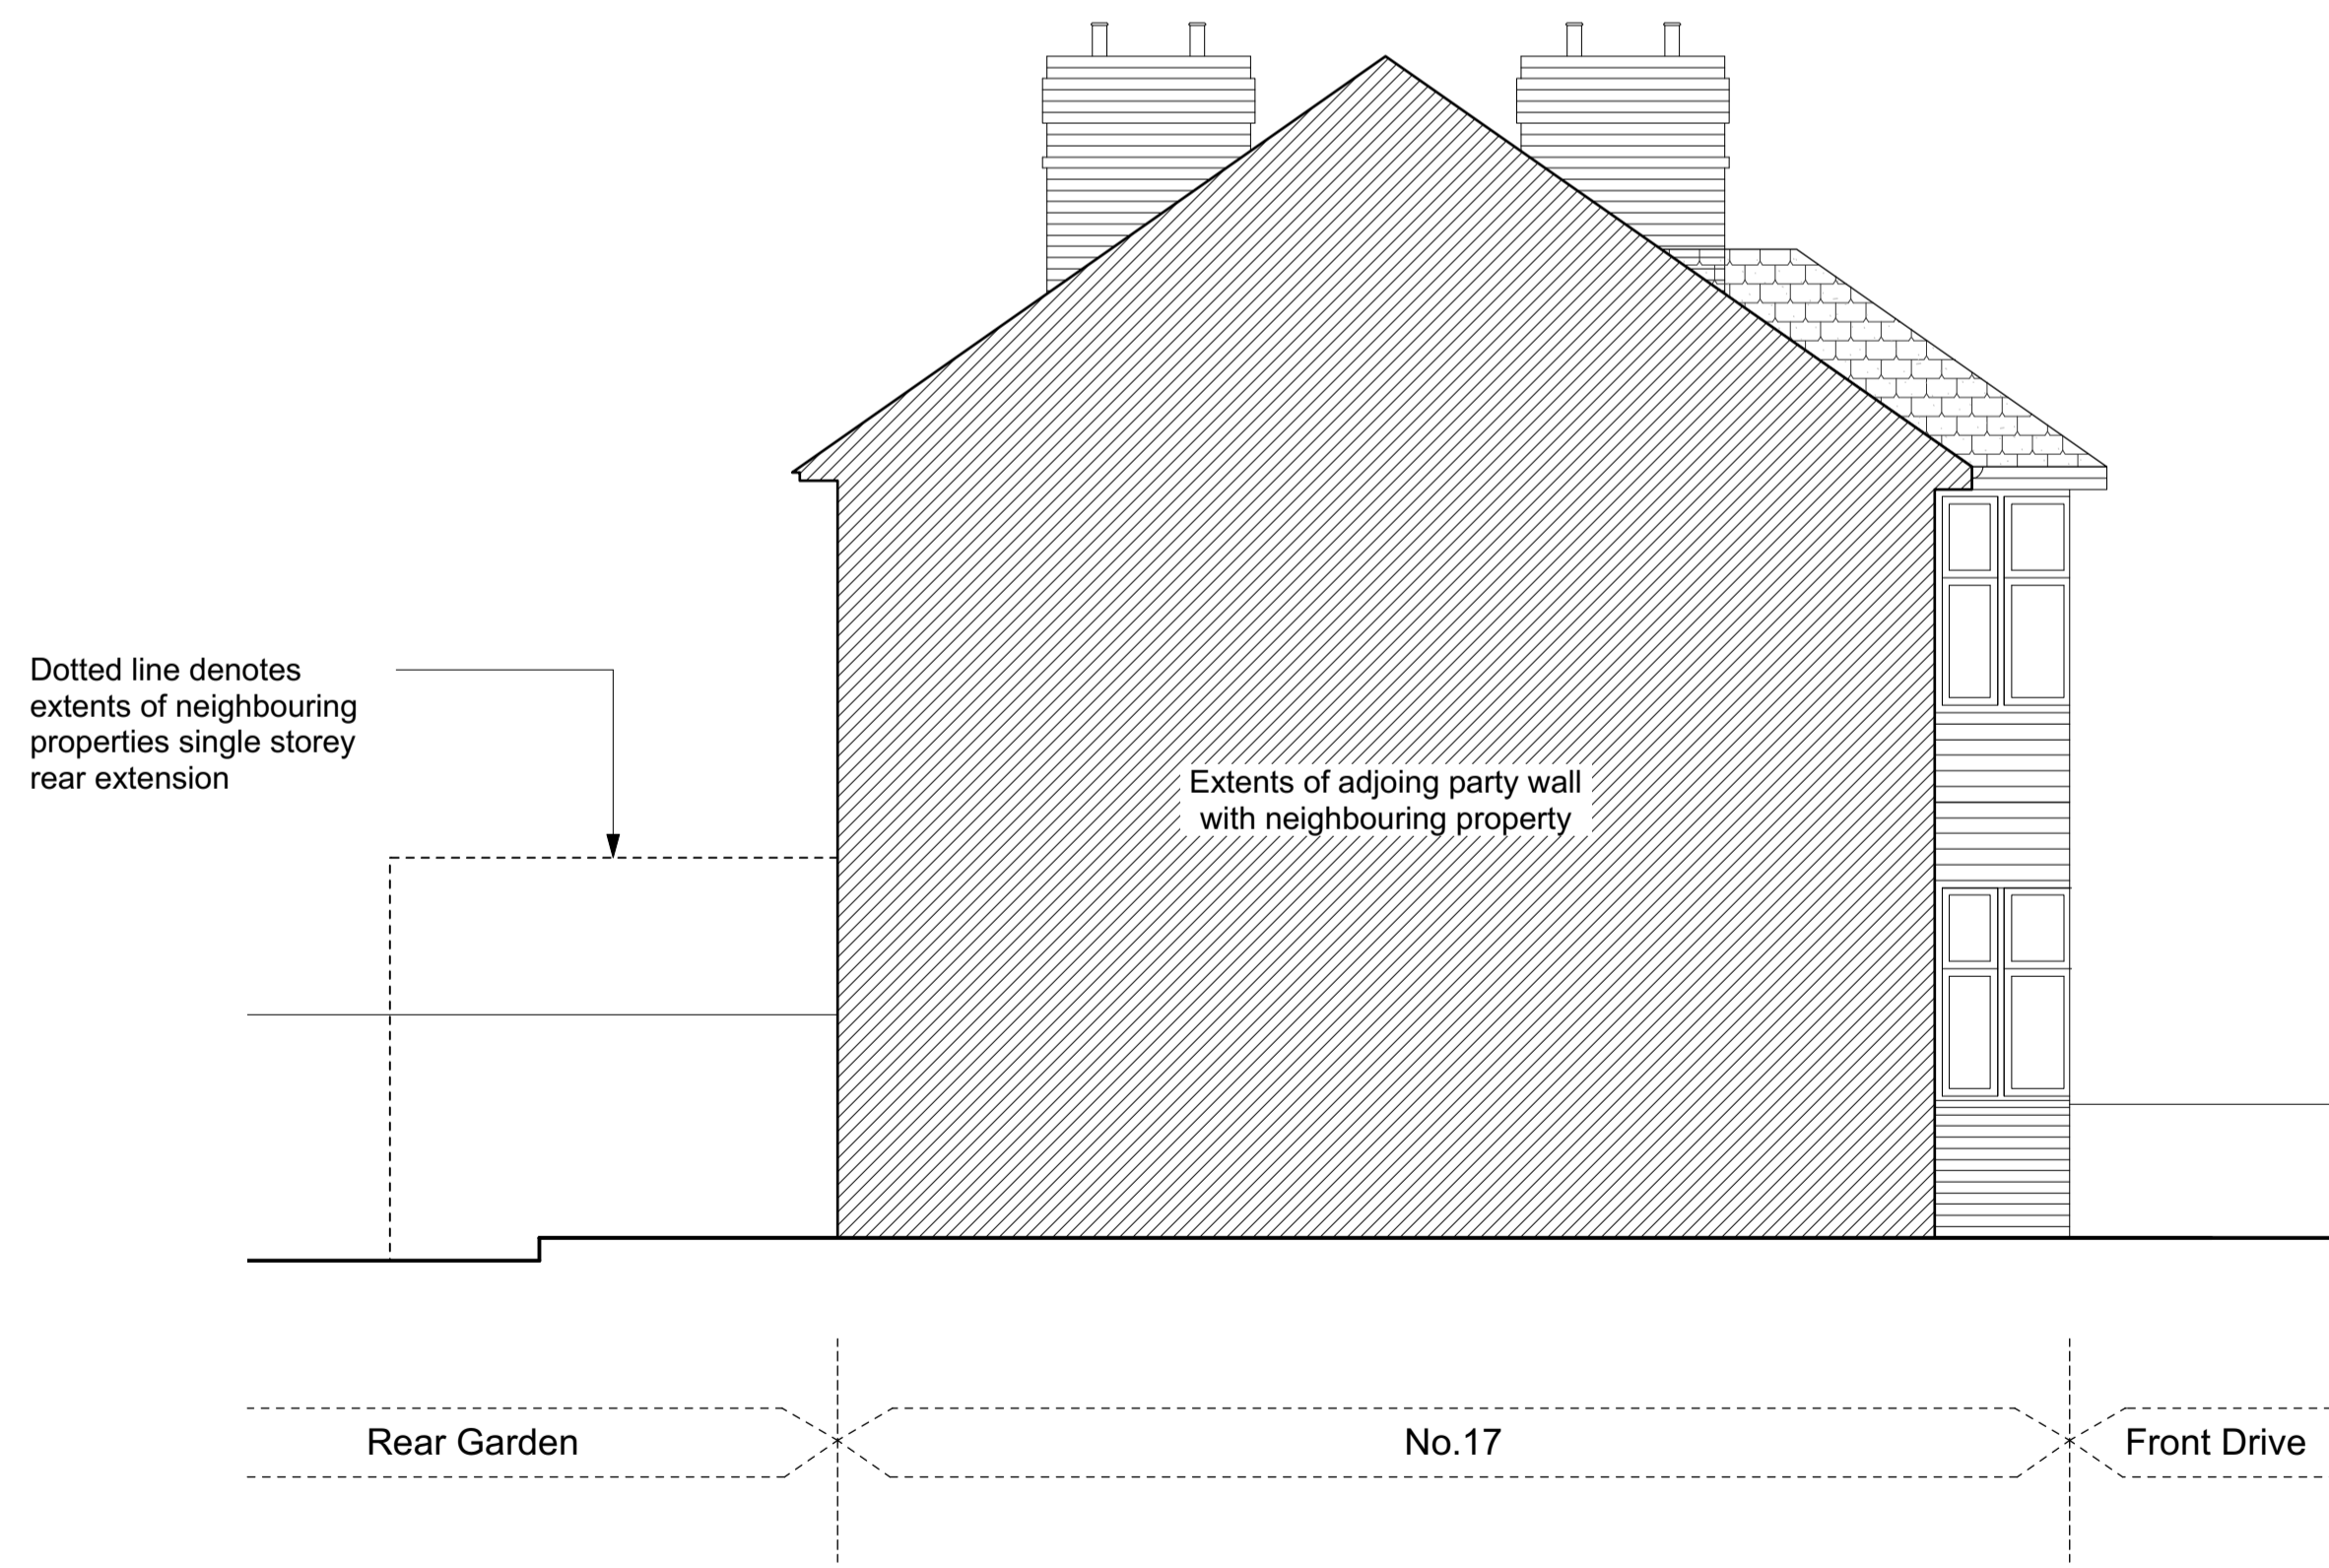 Dotted line denotes
extents of neighbouring
properties single storey
rear extension
Extents of adjoing party wall
with neighbouring property
Rear Garden
No.17
Front Drive